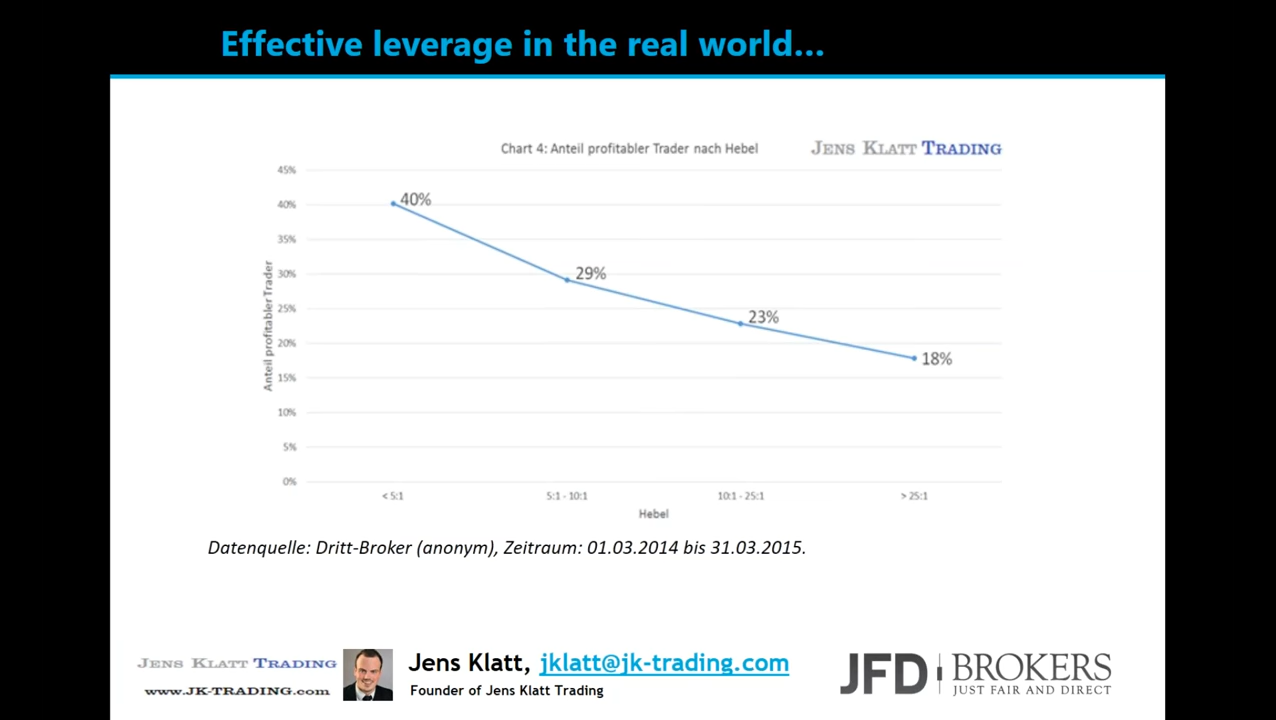 Effective leverage in the real world...
Chart 4: Anteil profitabler Trader nach Hebel
JENS KLATT TRADING
45%
40%
35%
30%
25%
20%
15%
10%
5%
0%
Anteil profitabler Trader
40%
29%
23%
18%
< 5:1
5:1 - 10:1
10:1 - 25:1
> 25:1
Hebel
Datenquelle: Dritt-Broker (anonym), Zeitraum: 01.03.2014 bis 31.03.2015.
JENS KLATT TRADING
www.JK-TRADING.com
Jens Klatt, jklatt@jk-trading.com
Founder of Jens Klatt Trading
JFD BROKERS
JUST FAIR AND DIRECT